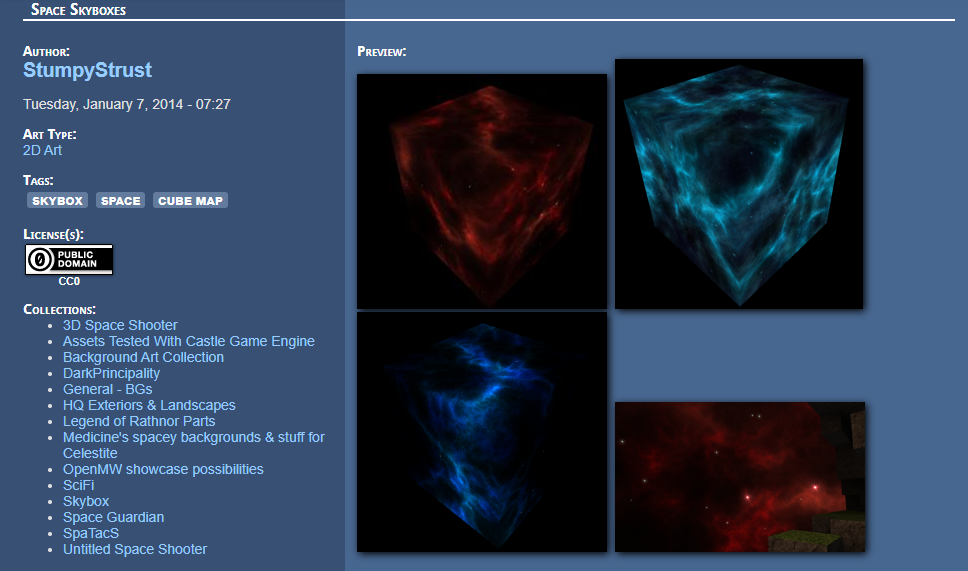 Space Skyboxes
Author:
StumpyStrust
Tuesday, January 7, 2014 - 07:27
Art Type:
2D Art
Tags:
SKYBOX SPACE CUBE MAP
License(s):
0 PUBLIC
DOMAIN
CC0
Collections:
• 3D Space Shooter
• Assets Tested With Castle Game Engine
• Background Art Collection
• DarkPrincipality
• General - BGs
• HQ Exteriors & Landscapes
• Legend of Rathnor Parts
• Medicine's spacey backgrounds & stuff for
Celestite
• OpenMW showcase possibilities
• SciFi
• Skybox
• Space Guardian
• SpaTacS
• Untitled Space Shooter
Preview: